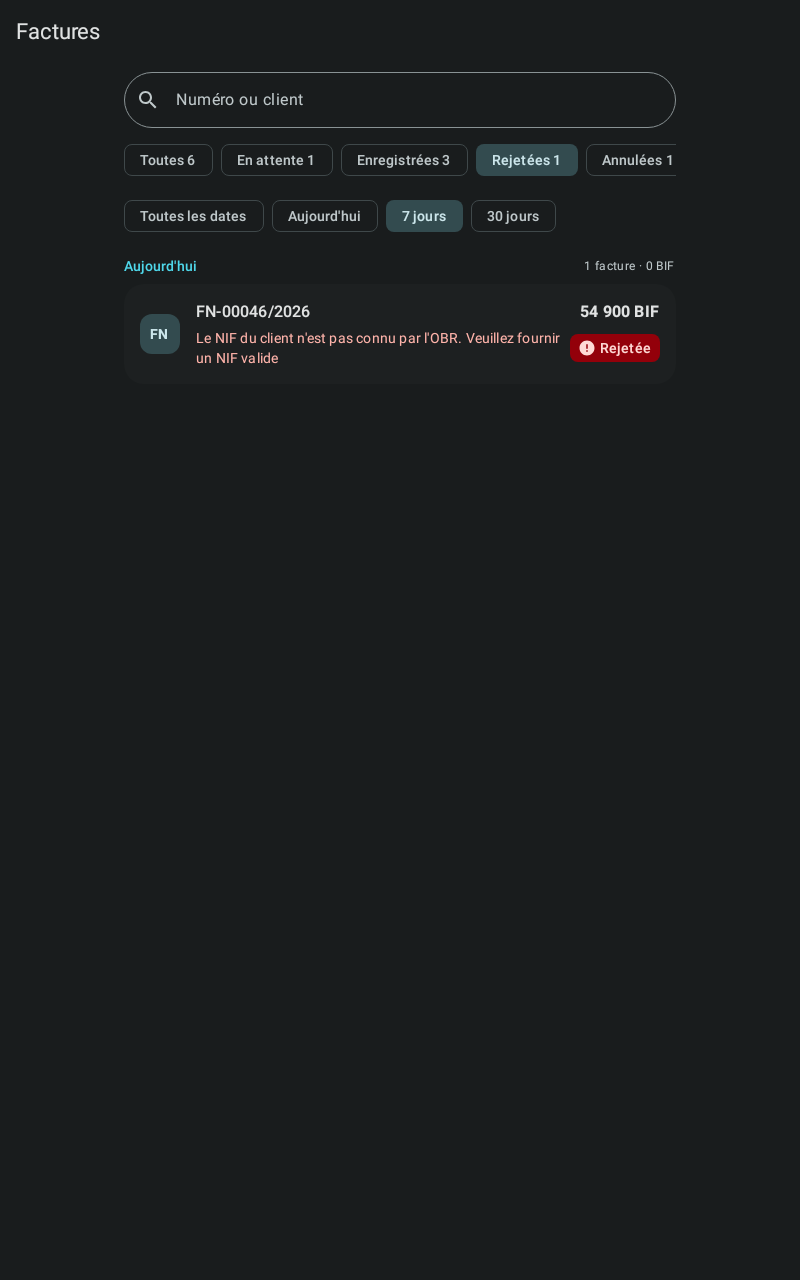 Factures
Numéro ou client
Toutes 6
En attente 1
Enregistrées 3
Rejetées 1
Annulées 1
Toutes les dates
Aujourd'hui
7 jours
30 jours
Aujourd'hui
1 facture · 0 BIF
FN
FN-00046/2026
54 900 BIF
Le NIF du client n'est pas connu par l'OBR. Veuillez fournir
un NIF valide
Rejetée